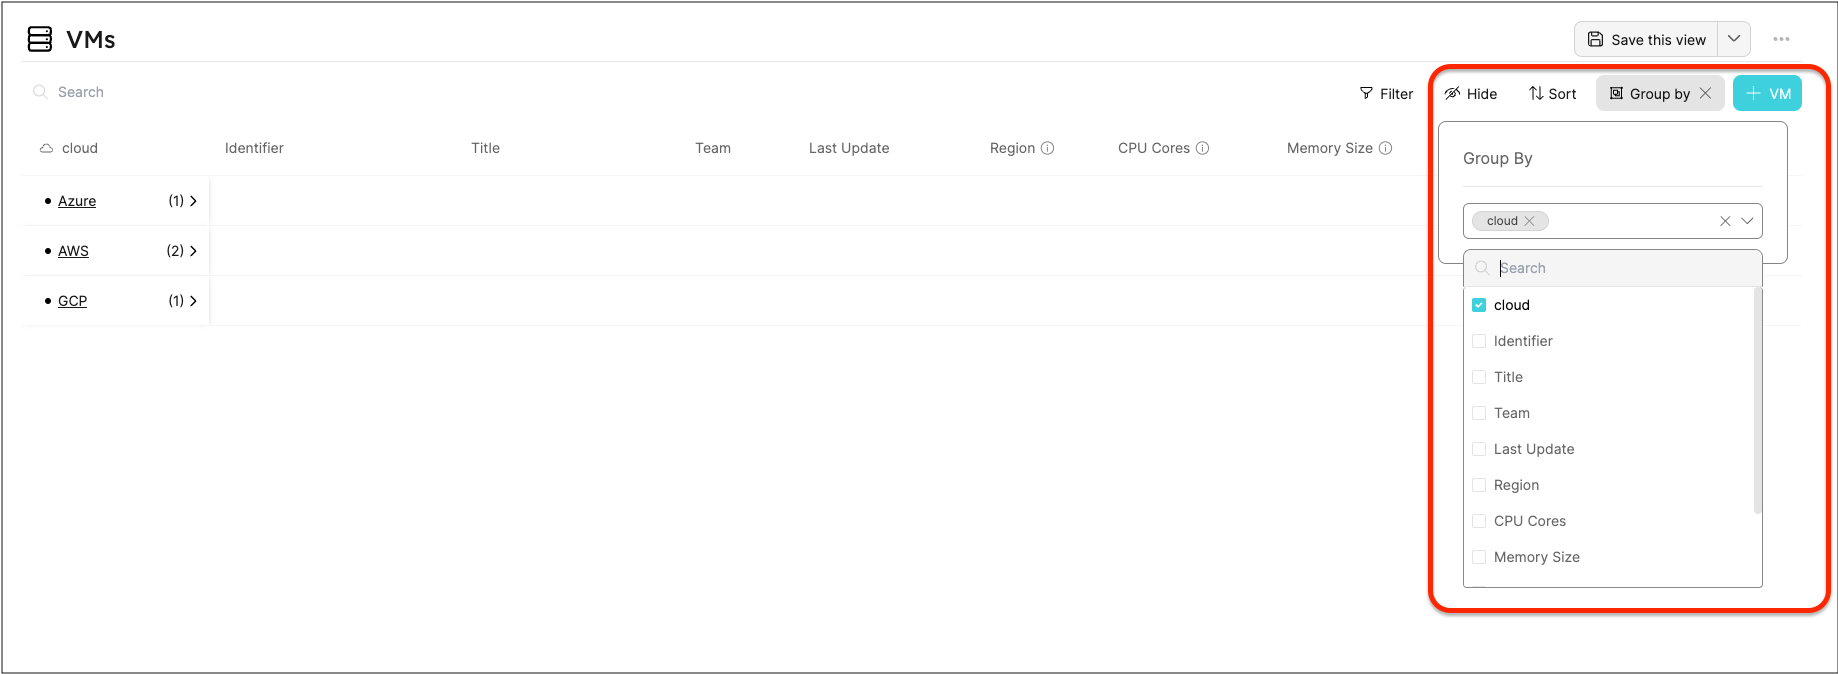 VMs
Save this view
Search
Filter
Hide
Sort
Group by
VM
cloud Identifier Title Team Last Update Region CPU Cores Memory Size
Group By
Azure (1)
cloud
AWS (2)
Search
GCP (1)
cloud
Identifier
Title
Team
Last Update
Region
CPU Cores
Memory Size